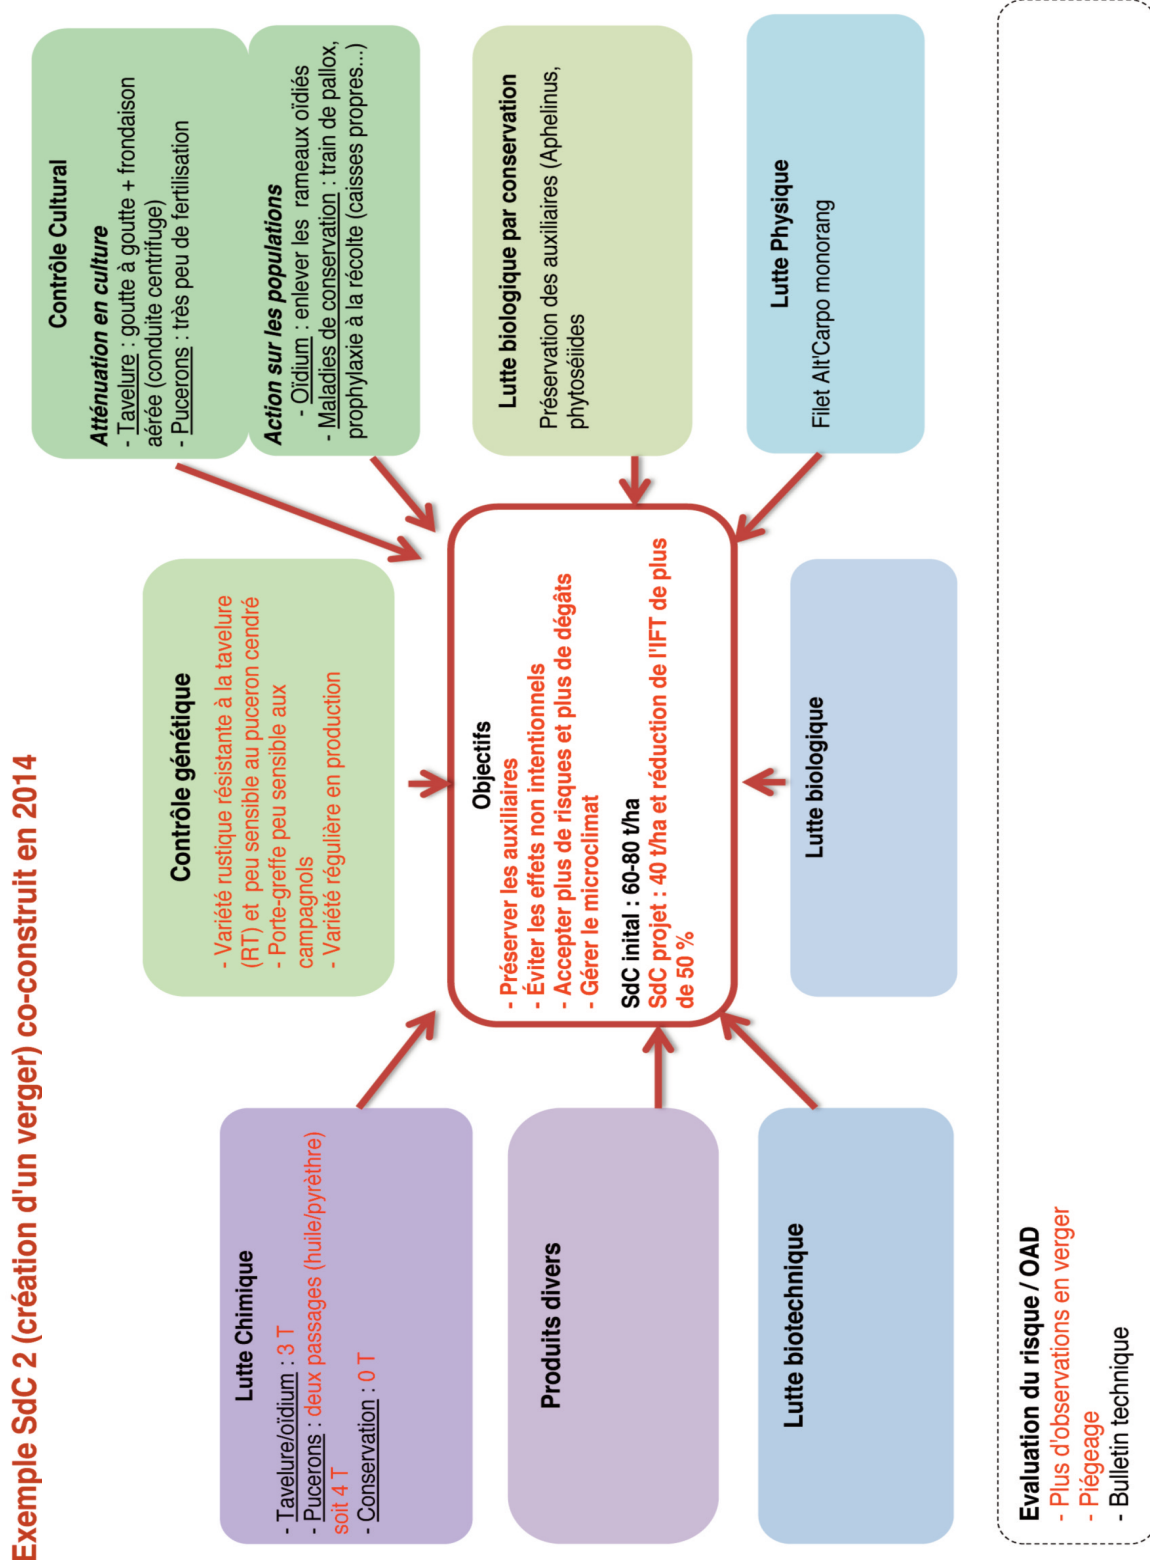 Exemple SdC 2 (création d'un verger) co-construit en 2014
Lutte Chimique
- Tavelure/oïdium : 3 T
- Pucerons : deux passages (huile/pyrèthre)
soit 4 T
- Conservation : 0 T
Contrôle génétique
- Variété rustique résistante à la tavelure
(RT) et peu sensible au puceron cendré
- Porte-greffe peu sensible aux
campagnols
- Variété régulière en production
Contrôle Cultural
Atténuation en culture
- Tavelure : goutte à goutte + frondaison
aérée (conduite centrifuge)
- Pucerons : très peu de fertilisation
Action sur les populations
- Oïdium : enlever les rameaux oïdiés
- Maladies de conservation : train de pallox,
prophylaxie à la récolte (caisses propres...)
Produits divers
Objectifs
- Préserver les auxiliaires
- Éviter les effets non intentionnels
- Accepter plus de risques et plus de dégâts
- Gérer le microclimat
SdC inital : 60-80 t/ha
SdC projet : 40 t/ha et réduction de l'IFT de plus
de 50 %
Lutte biologique par conservation
Préservation des auxiliaires (Aphelinus,
phytoséiides
Lutte biotechnique
Lutte biologique
Lutte Physique
Filet Alt'Carpo monorang
Evaluation du risque / OAD
- Plus d'observations en verger
- Piégeage
- Bulletin technique